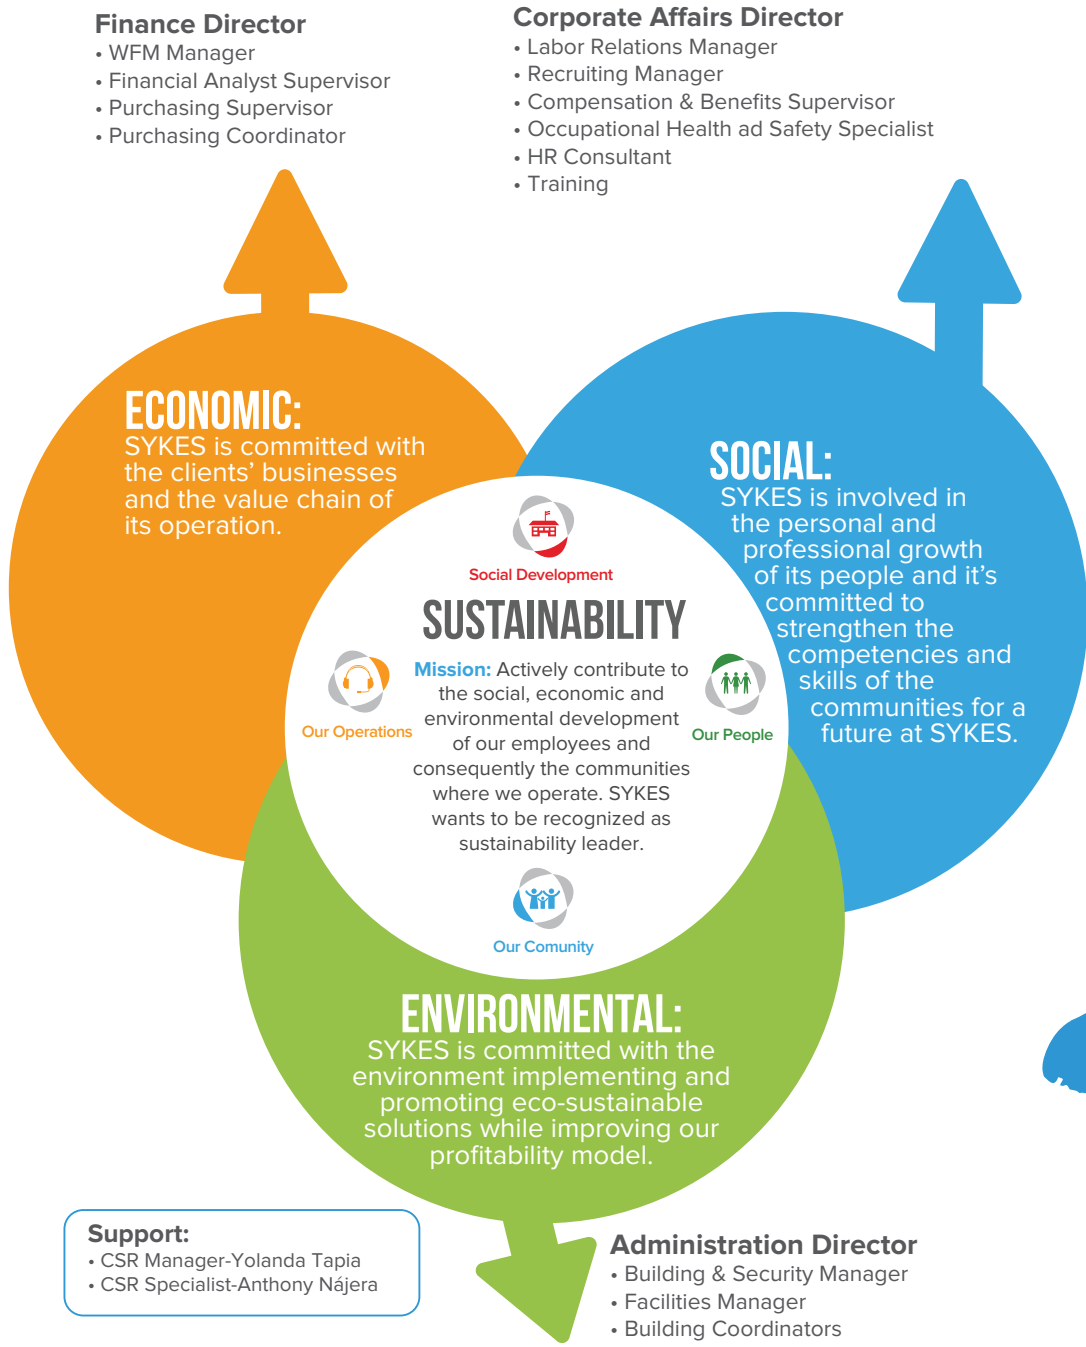 Finance Director
• WFM Manager
• Financial Analyst Supervisor
• Purchasing Supervisor
• Purchasing Coordinator
Corporate Affairs Director
• Labor Relations Manager
• Recruiting Manager
• Compensation & Benefits Supervisor
• Occupational Health ad Safety Specialist
• HR Consultant
• Training
ECONOMIC:
SYKES is committed with
the clients’ businesses
and the value chain of
its operation.
SOCIAL:
SYKES is involved in
the personal and
professional growth
of its people and it’s
committed to
strengthen the
competencies and
skills of the
communities for a
future at SYKES.
Social Development
SUSTAINABILITY
Mission: Actively contribute to
the social, economic and
environmental development
of our employees and
consequently the communities
where we operate. SYKES
wants to be recognized as
sustainability leader.
Our Operations
Our People
Our Comunity
ENVIRONMENTAL:
SYKES is committed with the
environment implementing and
promoting eco-sustainable
solutions while improving our
profitability model.
Support:
• CSR Manager-Yolanda Tapia
• CSR Specialist-Anthony Nájera
Administration Director
• Building & Security Manager
• Facilities Manager
• Building Coordinators